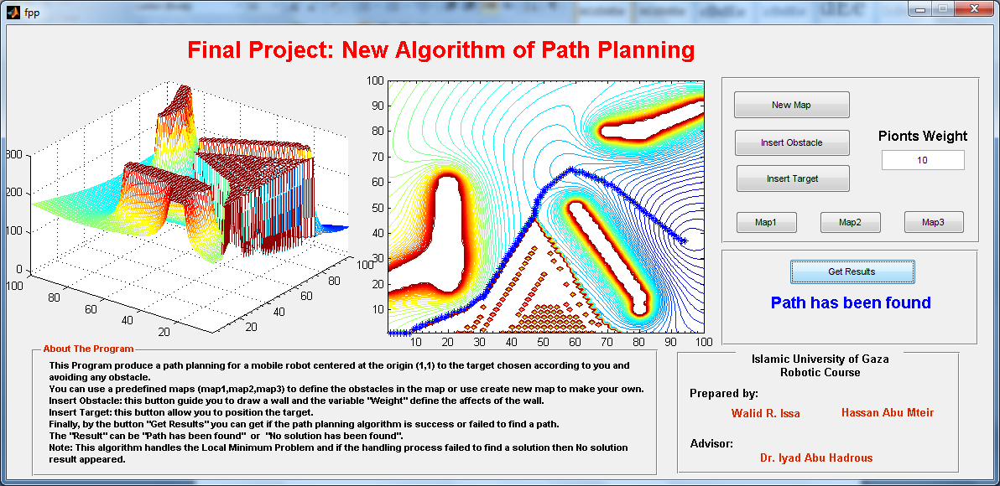 fpp
Final Project: New Algorithm of Path Planning
300
200
100
0
100
80
60
40
20
20
40
60
80
100
100
90
80
70
60
50
40
30
20
10
10 20 30 40 50 60 70 80 90 100
New Map
Insert Obstacle
Insert Target
Pionts Weight
10
Map1 Map2 Map3
Get Results
Path has been found
About The Program
This Program produce a path planning for a mobile robot centered at the origin (1,1) to the target chosen according to you and
avoiding any obstacle.
You can use a predefined maps (map1,map2,map3) to define the obstacles in the map or use create new map to make your own.
Insert Obstacle: this button guide you to draw a wall and the variable "Weight" define the affects of the wall.
Insert Target: this button allow you to position the target.
Finally, by the button "Get Results" you can get if the path planning algorithm is success or failed to find a path.
The "Result" can be "Path has been found" or "No solution has been found".
Note: This algorithm handles the Local Minimum Problem and if the handling process failed to find a solution then No solution
result appeared.
Islamic University of Gaza
Robotic Course
Prepared by:
Walid R. Issa Hassan Abu Mteir
Advisor:
Dr. Iyad Abu Hadrous